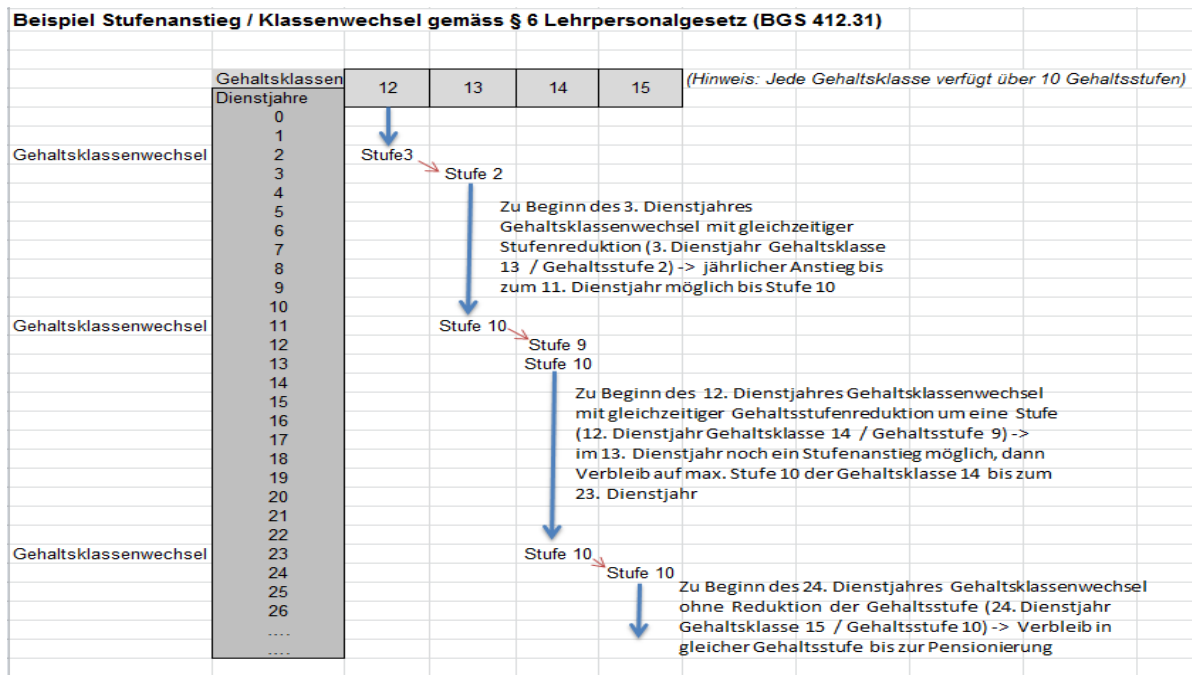 Beispiel Stufenanstieg / Klassenwechsel gemäss § 6 Lehrpersonalgesetz (BGS 412.31)
Gehaltsklassen 12 13 14 15 (Hinweis: Jede Gehaltsklasse verfügt über 10 Gehaltsstufen)
Dienstjahre
0
1
Gehaltsklassenwechsel 2 Stufe3
3 Stufe 2
4
5
6
7
8
9
10
Zu Beginn des 3. Dienstjahres
Gehaltsklassenwechsel mit gleichzeitiger
Stufenreduktion (3. Dienstjahr Gehaltsklasse
13 / Gehaltsstufe 2) -> jährlicher Anstieg bis
zum 11. Dienstjahr möglich bis Stufe 10
Gehaltsklassenwechsel 11 Stufe 10
12 Stufe 9
13 Stufe 10
14
15
16
17
18
19
20
21
22
Zu Beginn des 12. Dienstjahres Gehaltsklassenwechsel
mit gleichzeitiger Gehaltsstufenreduktion um eine Stufe
(12. Dienstjahr Gehaltsklasse 14 / Gehaltsstufe 9) ->
im 13. Dienstjahr noch ein Stufenanstieg möglich, dann
Verbleib auf max. Stufe 10 der Gehaltsklasse 14 bis zum
23. Dienstjahr
Gehaltsklassenwechsel 23 Stufe 10
24 Stufe 10
25
26
....
....
Zu Beginn des 24. Dienstjahres Gehaltsklassenwechsel
ohne Reduktion der Gehaltsstufe (24. Dienstjahr
Gehaltsklasse 15 / Gehaltsstufe 10) -> Verbleib in
gleicher Gehaltsstufe bis zur Pensionierung